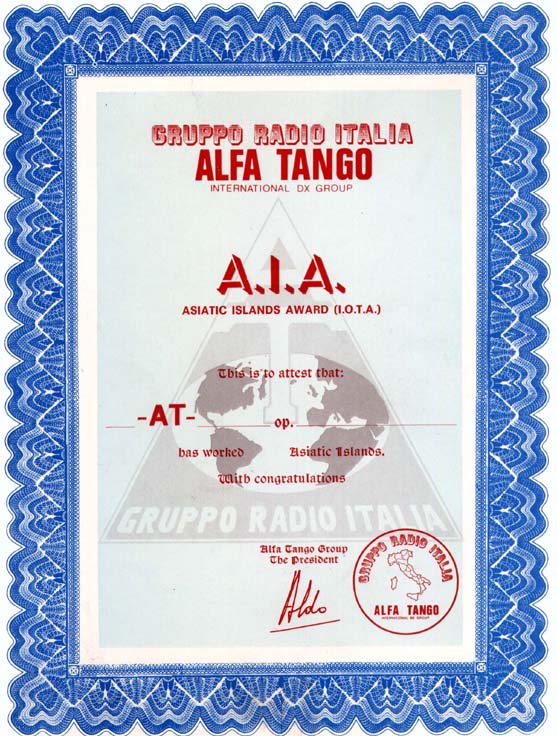 GRUPPO RADIO ITALIA
ALFA TANGO
INTERNATIONAL DX GROUP
A.I.A.
ASIATIC ISLANDS AWARD (I.O.T.A.)
This is to attest that:
-AT- op.
has worked Asiatic Islands.
With congratulations
GRUPPO RADIO ITALIA
Alfa Tango Group
The President
Aldo
GRUPPO RADIO ITALIA
ALFA TANGO
INTERNATIONAL DX GROUP